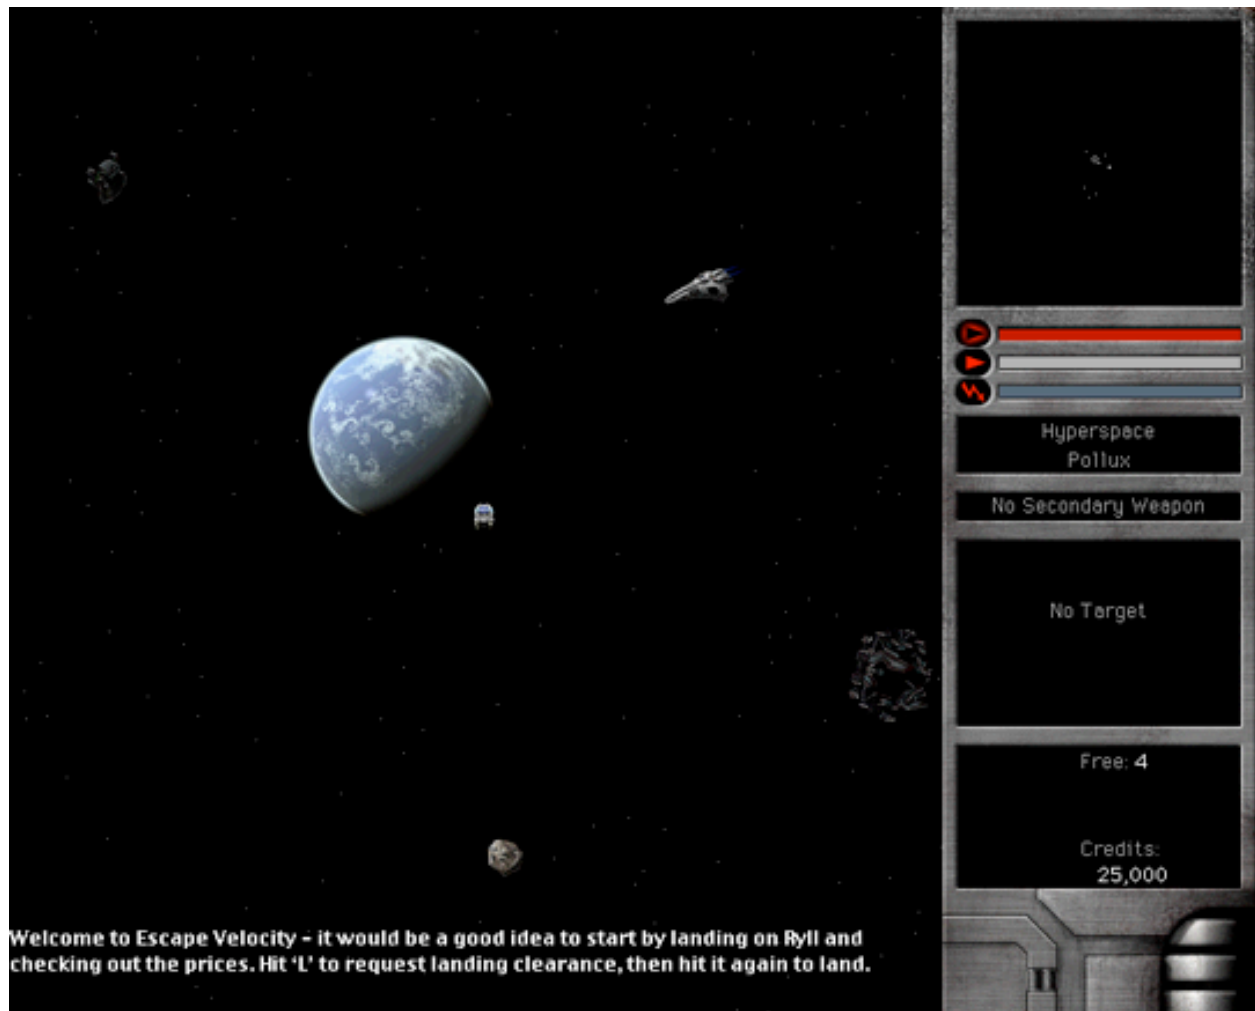 Hyperspace
Pollux
No Secondary Weapon
No Target
Free: 4
Credits:
25,000
Welcome to Escape Velocity – it would be a good idea to start by landing on Ryll and
checking out the prices. Hit ‘L’ to request landing clearance, then hit it again to land.